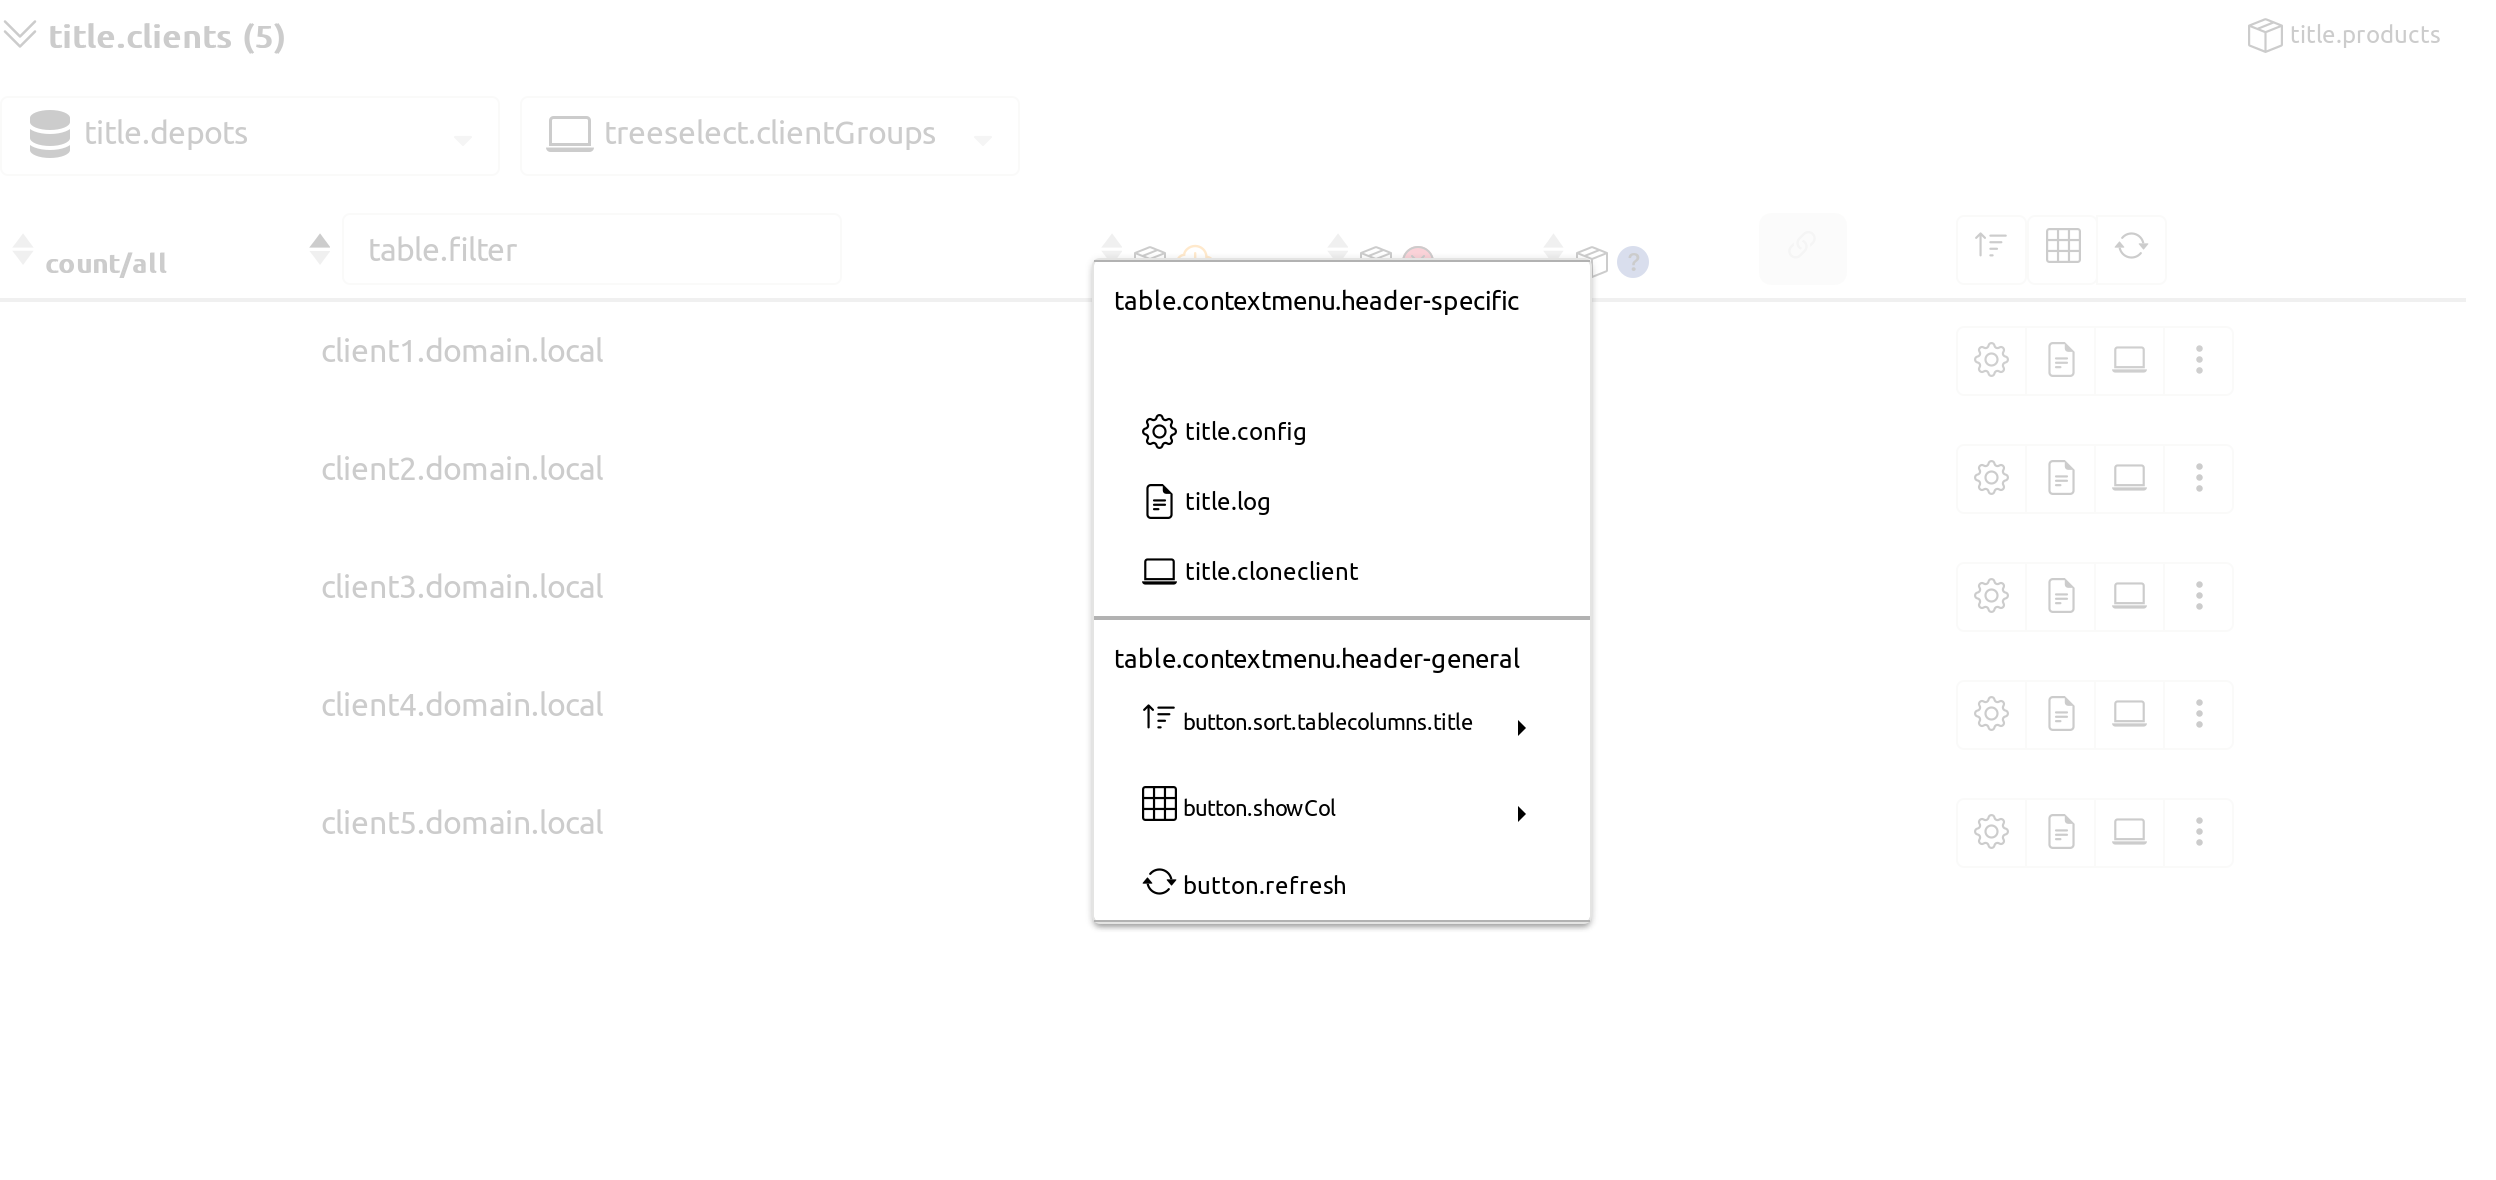 title.clients (5)
title.products
title.depots
treeselect.clientGroups
count/all
table.filter
?
table.contextmenu.header-specific
client1.domain.local
title.config
client2.domain.local
title.log
client3.domain.local
title.cloneclient
table.contextmenu.header-general
client4.domain.local
button.sort.tablecolumns.title
client5.domain.local
button.showCol
button.refresh